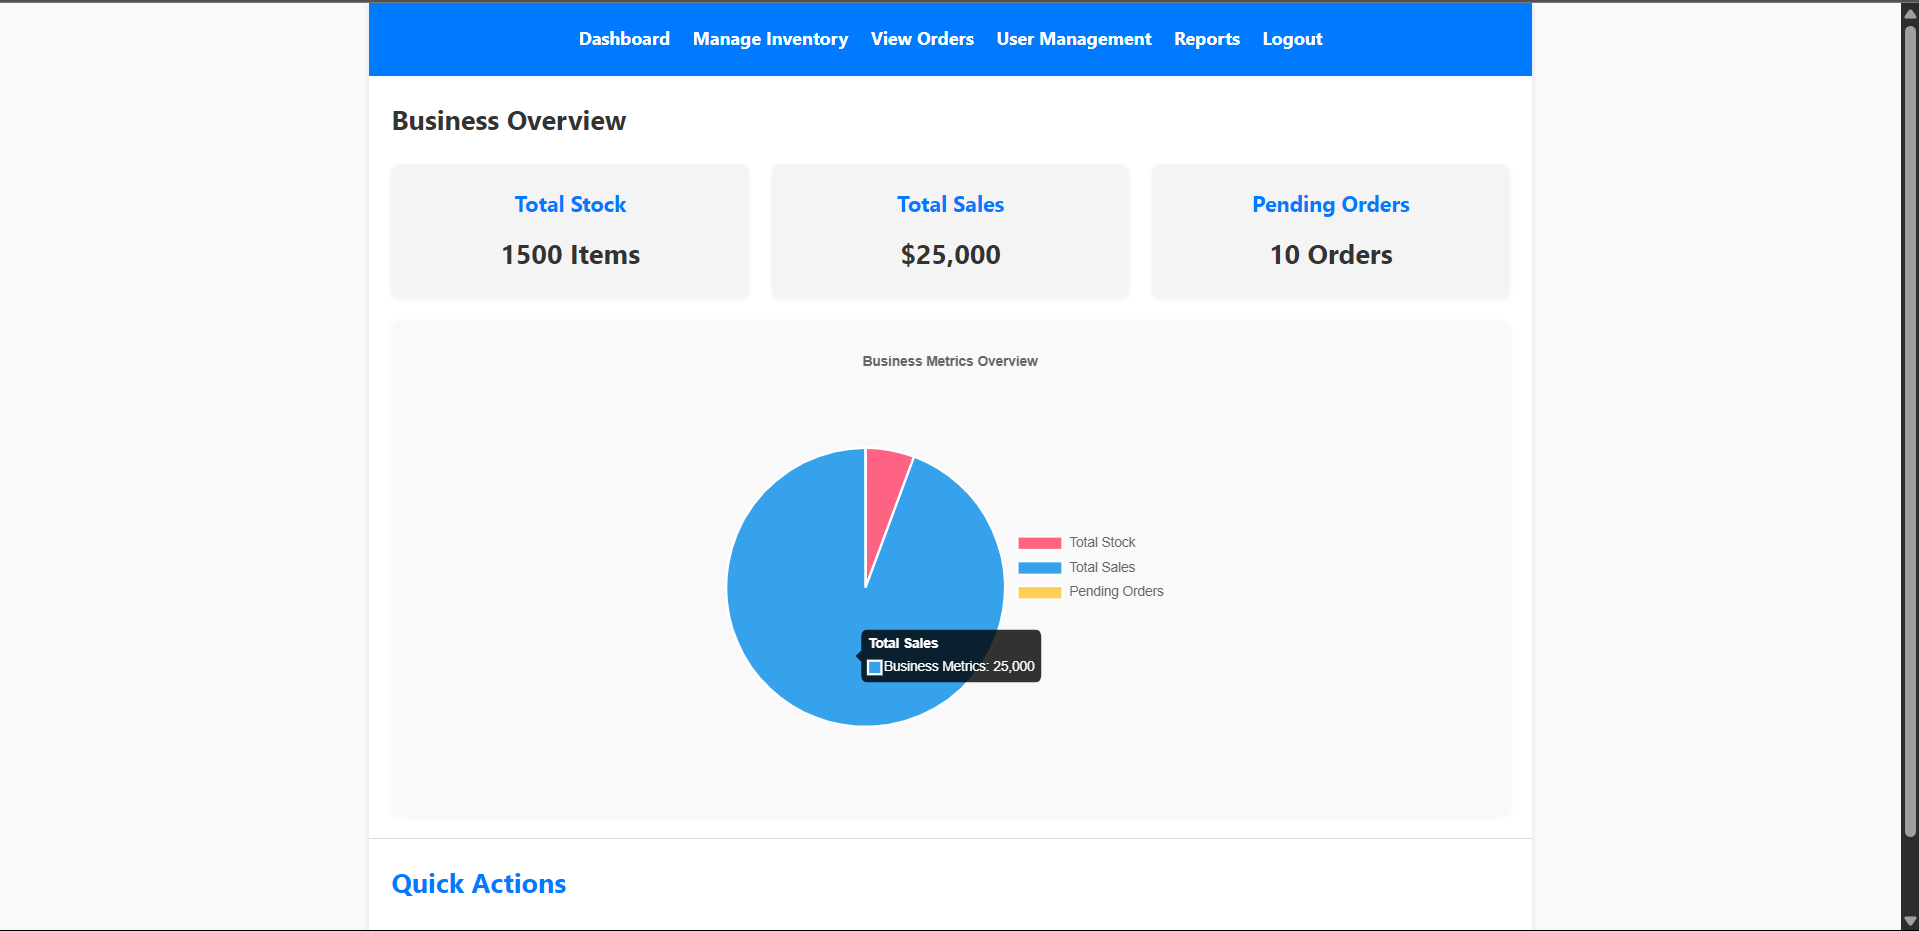 Dashboard Manage Inventory View Orders User Management Reports Logout
Business Overview
Total Stock
1500 Items
Total Sales
$25,000
Pending Orders
10 Orders
Business Metrics Overview
Total Stock
Total Sales
Pending Orders
Total Sales
Business Metrics: 25,000
Quick Actions